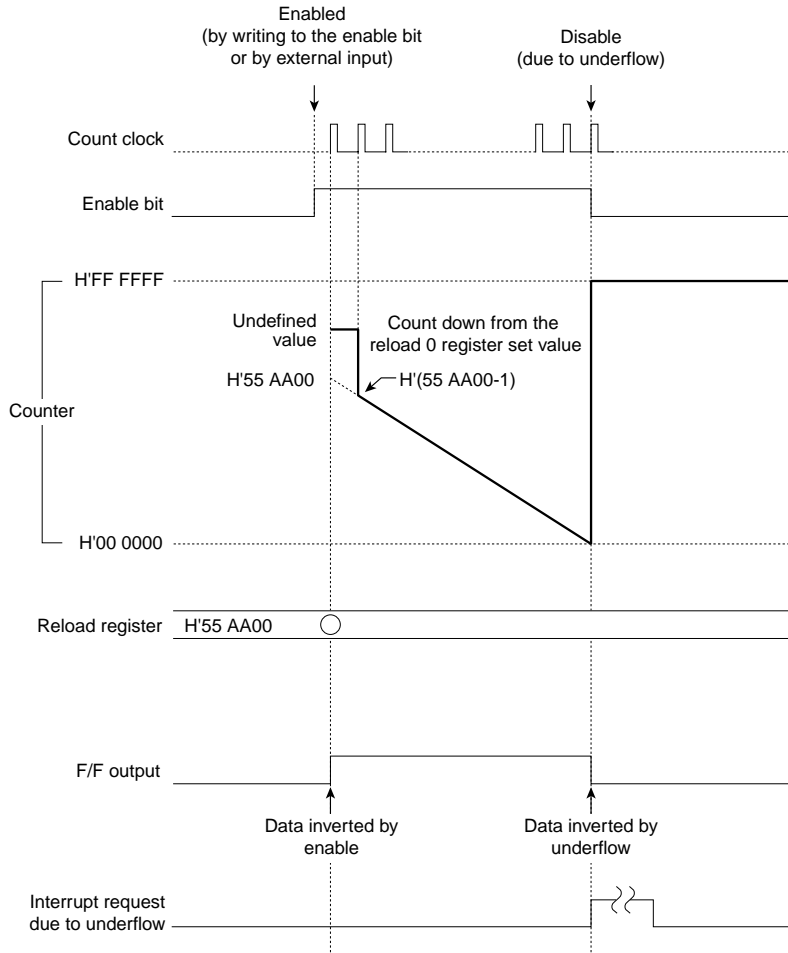 Enabled
(by writing to the enable bit
or by external input)
Disable
(due to underflow)
Count clock
Enable bit
H'FF FFFF
Undefined
value
Count down from the
reload 0 register set value
H'55 AA00
H'(55 AA00-1)
Counter
H'00 0000
Reload register
H'55 AA00
F/F output
Data inverted by
enable
Data inverted by
underflow
Interrupt request
due to underflow